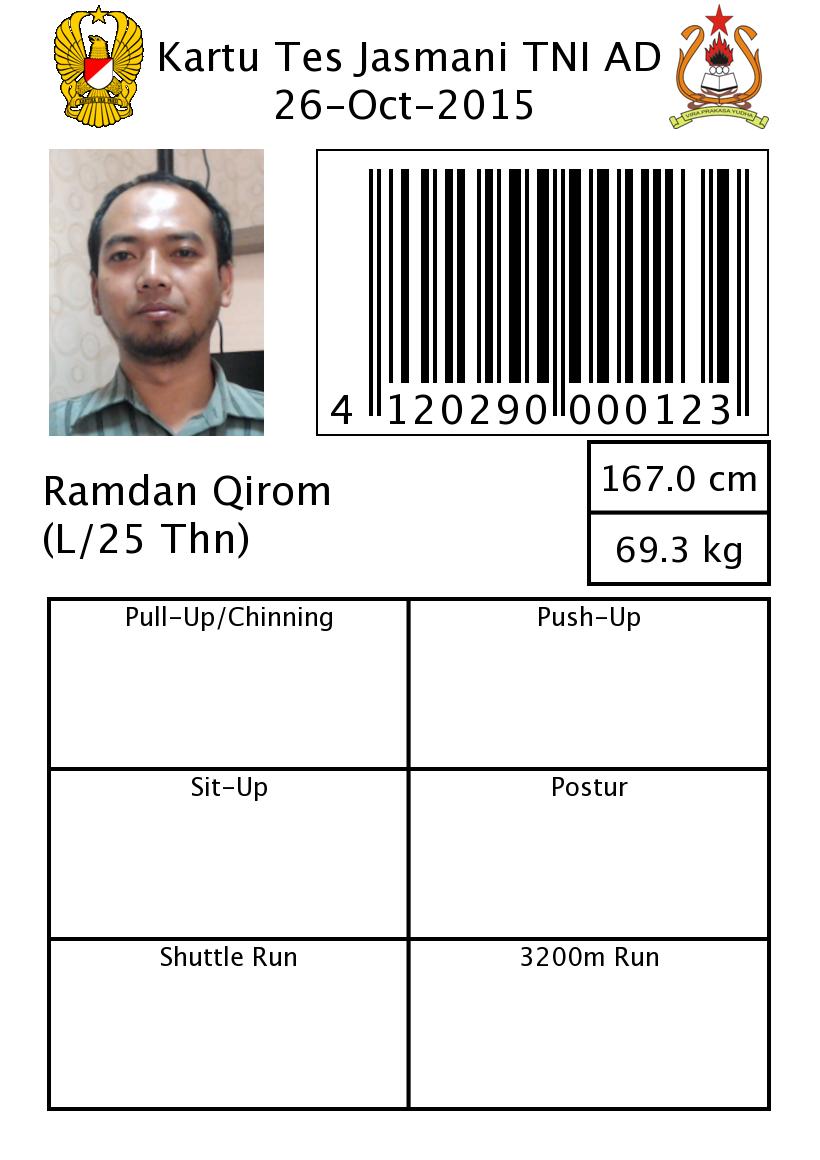 Kartu Tes Jasmani TNI AD
26-Oct-2015
VIRA PRAKASA YUDHA
4 120290 000123
Ramdan Qirom
(L/25 Thn)
167.0 cm
69.3 kg
Pull-Up/Chinning
Push-Up
Sit-Up
Postur
Shuttle Run
3200m Run